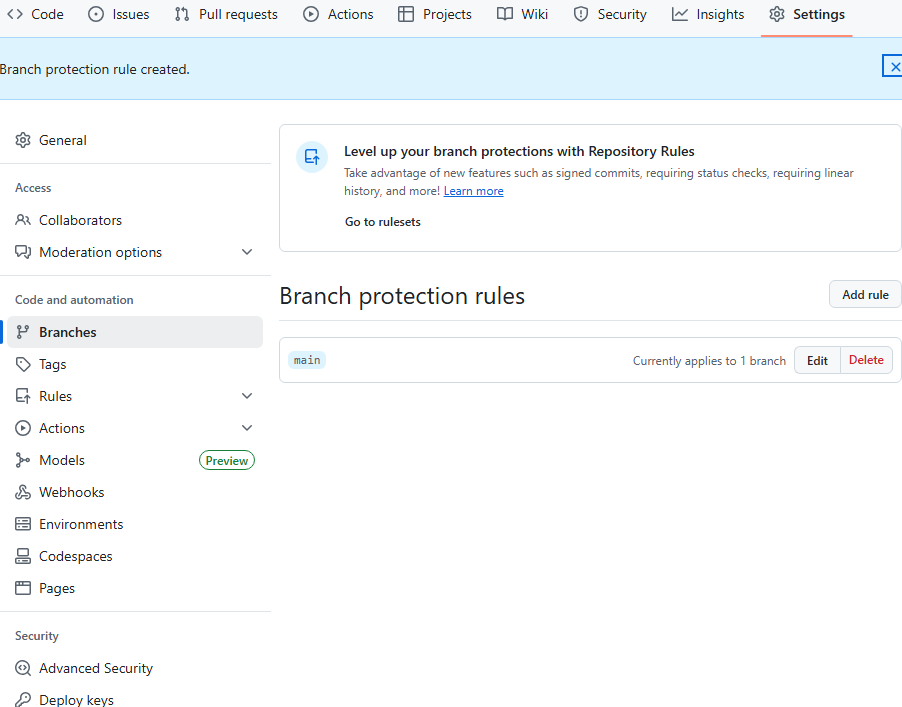 Code Issues Pull requests Actions Projects Wiki Security Insights Settings
Branch protection rule created.
General
Access
Collaborators
Moderation options
Code and automation
Branches
Tags
Rules
Actions
Models Preview
Webhooks
Environments
Codespaces
Pages
Security
Advanced Security
Deploy keys
Level up your branch protections with Repository Rules
Take advantage of new features such as signed commits, requiring status checks, requiring linear
history, and more! Learn more
Go to rulesets
Branch protection rules Add rule
main Currently applies to 1 branch Edit Delete